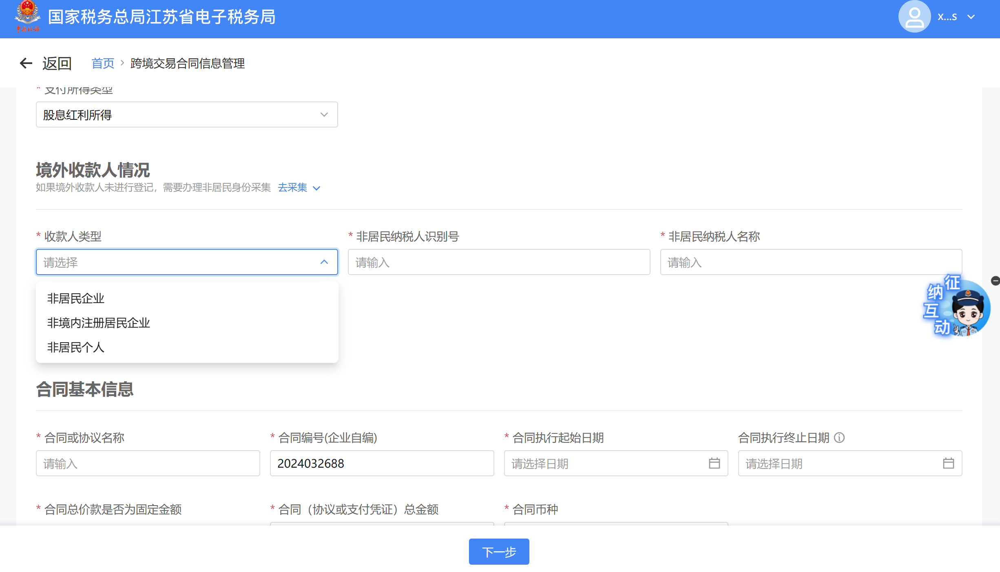 国家税务总局江苏省电子税务局
x...s
返回
首页
跨境交易合同信息管理
* 支付所得类型
股息红利所得
境外收款人情况
如果境外收款人未进行登记，需要办理非居民身份采集 去采集
* 收款人类型
* 非居民纳税人识别号
* 非居民纳税人名称
请选择
请输入
请输入
非居民企业
非境内注册居民企业
非居民个人
征纳互动
合同基本信息
* 合同或协议名称
* 合同编号(企业自编)
* 合同执行起始日期
合同执行终止日期
请输入
2024032688
请选择日期
请选择日期
* 合同总价款是否为固定金额
* 合同（协议或支付凭证）总金额
* 合同币种
下一步